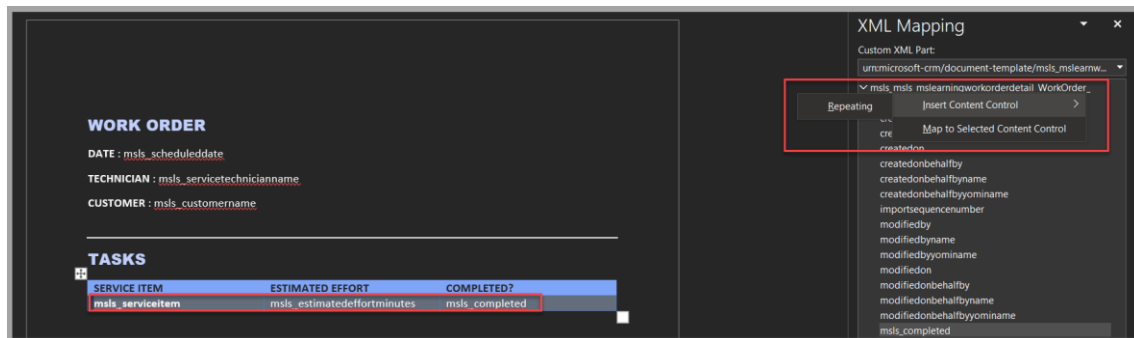 XML Mapping
Custom XML Part:
urn:microsoft-crm/document-template/msls_mslearnw...
msls_msls_mslearningworkorderdetail_WorkOrder_
Repeating
Insert Content Control
Map to Selected Content Control
cre
createdon
createdonbehalfby
createdonbehalfbyname
createdonbehalfbyyominame
importsequencenumber
modifiedby
modifiedbyname
modifiedbyyominame
modifiedon
modifiedonbehalfby
modifiedonbehalfbyname
modifiedonbehalfbyyominame
msls_completed
WORK ORDER
DATE : msls_scheduleddate
TECHNICIAN : msls_servicetechnicianname
CUSTOMER : msls_customername
TASKS
SERVICE ITEM ESTIMATED EFFORT COMPLETED?
msls_serviceitem msls_estimatedeffortminutes msls_completed